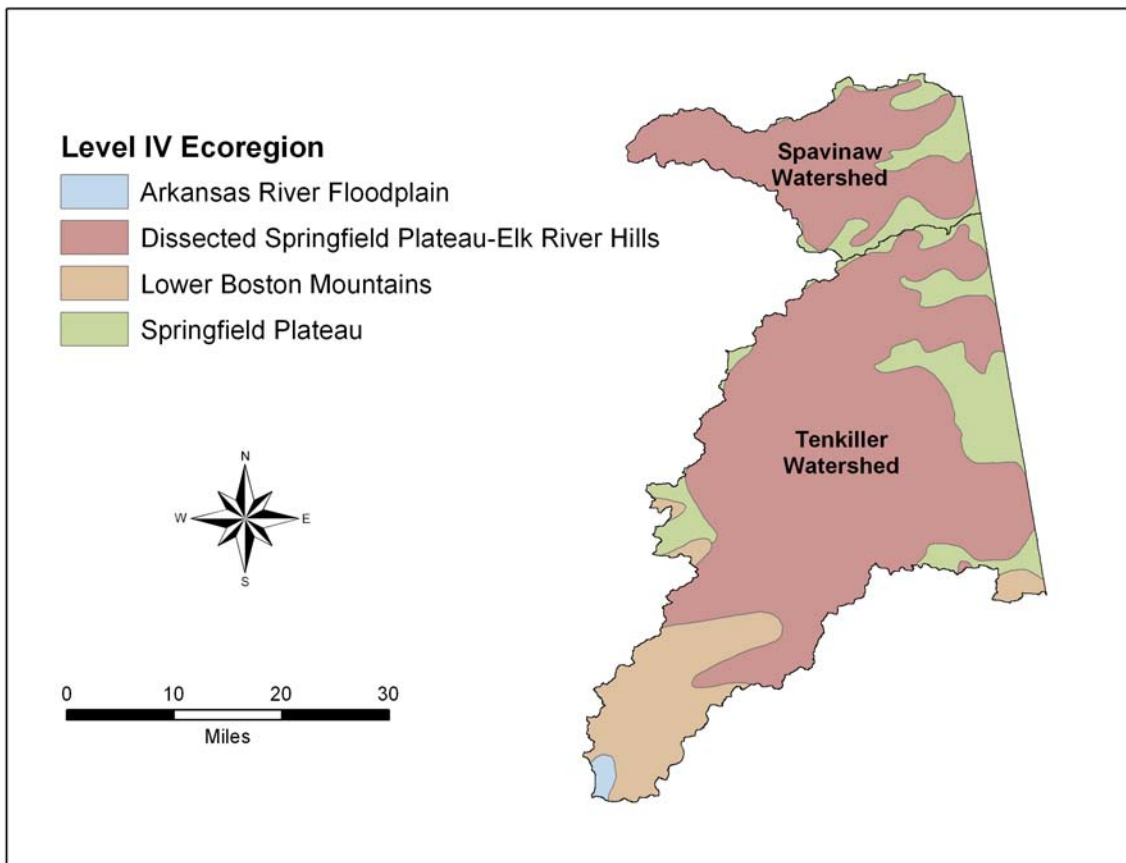 Level IV Ecoregion
Arkansas River Floodplain
Dissected Springfield Plateau-Elk River Hills
Lower Boston Mountains
Springfield Plateau
Spavinaw
Watershed
Tenkiller
Watershed
N
W
E
S
0 10 20 30
Miles